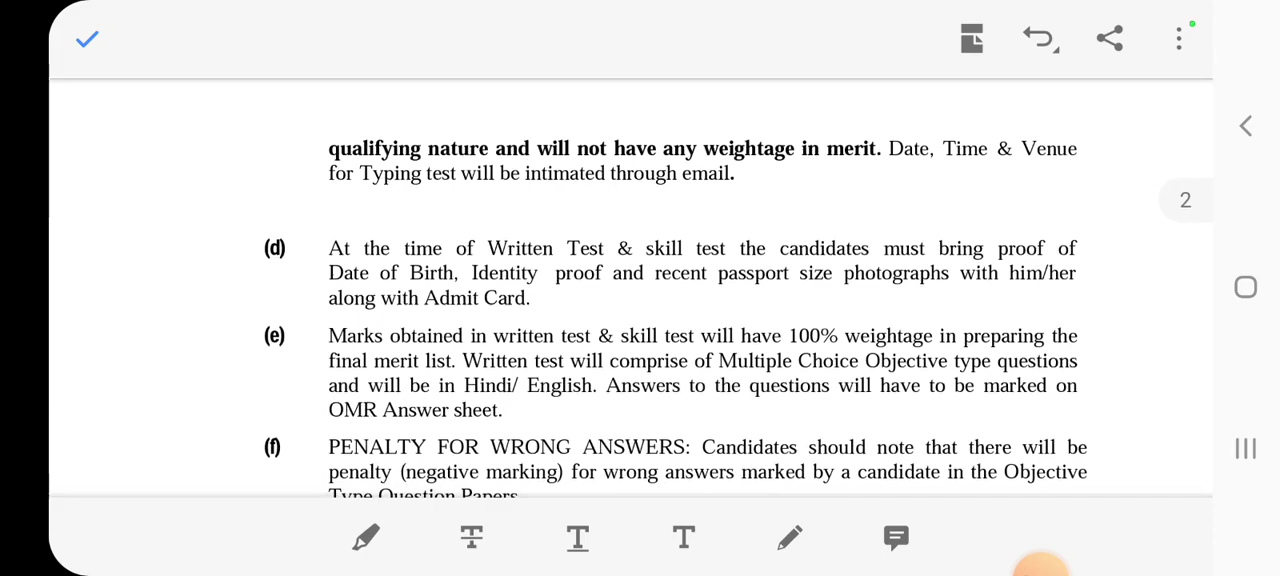 qualifying nature and will not have any weightage in merit. Date, Time & Venue
for Typing test will be intimated through email.
2
(d) At the time of Written Test & skill test the candidates must bring proof of
Date of Birth, Identity proof and recent passport size photographs with him/her
along with Admit Card.
(e) Marks obtained in written test & skill test will have 100% weightage in preparing the
final merit list. Written test will comprise of Multiple Choice Objective type questions
and will be in Hindi/ English. Answers to the questions will have to be marked on
OMR Answer sheet.
(f) PENALTY FOR WRONG ANSWERS: Candidates should note that there will be
penalty (negative marking) for wrong answers marked by a candidate in the Objective
Type Question Papers
T T T